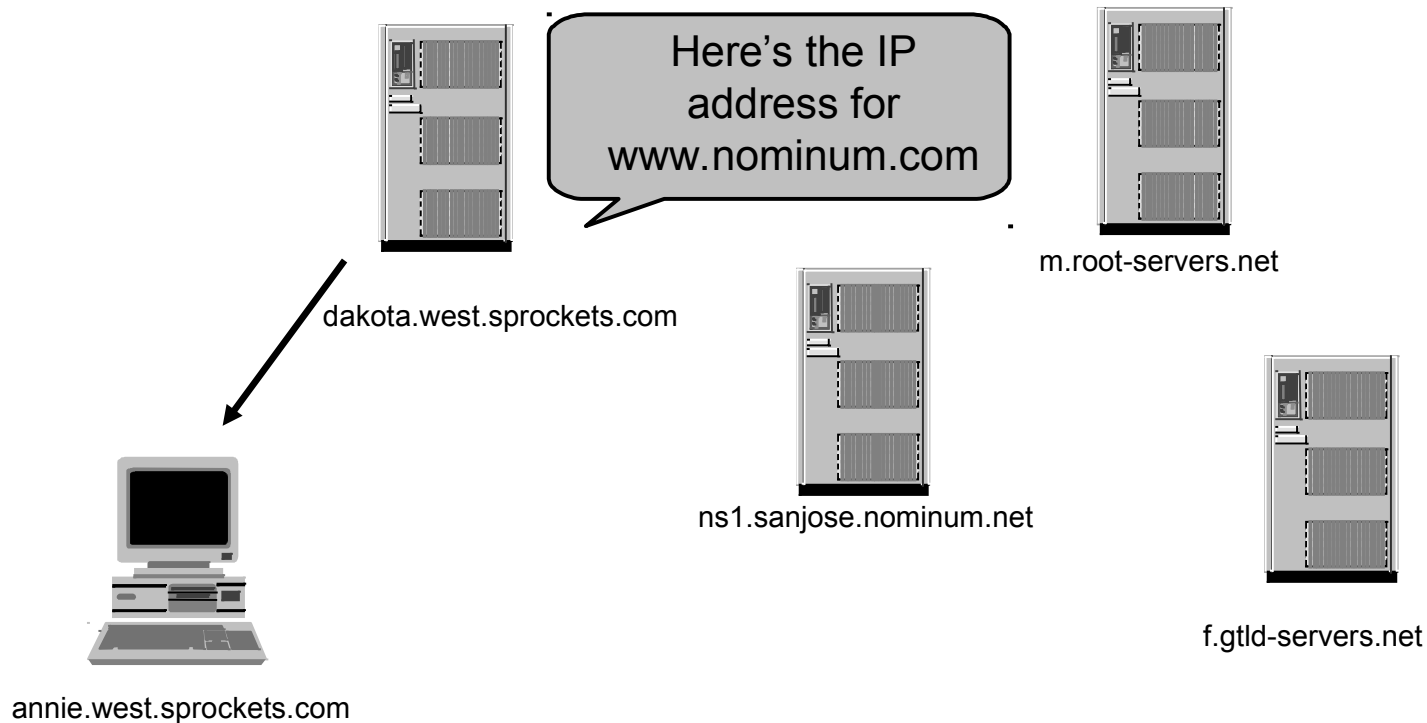 Here’s the IP
address for
www.nominum.com
m.root-servers.net
dakota.west.sprockets.com
ns1.sanjose.nominum.net
f.gtld-servers.net
annie.west.sprockets.com